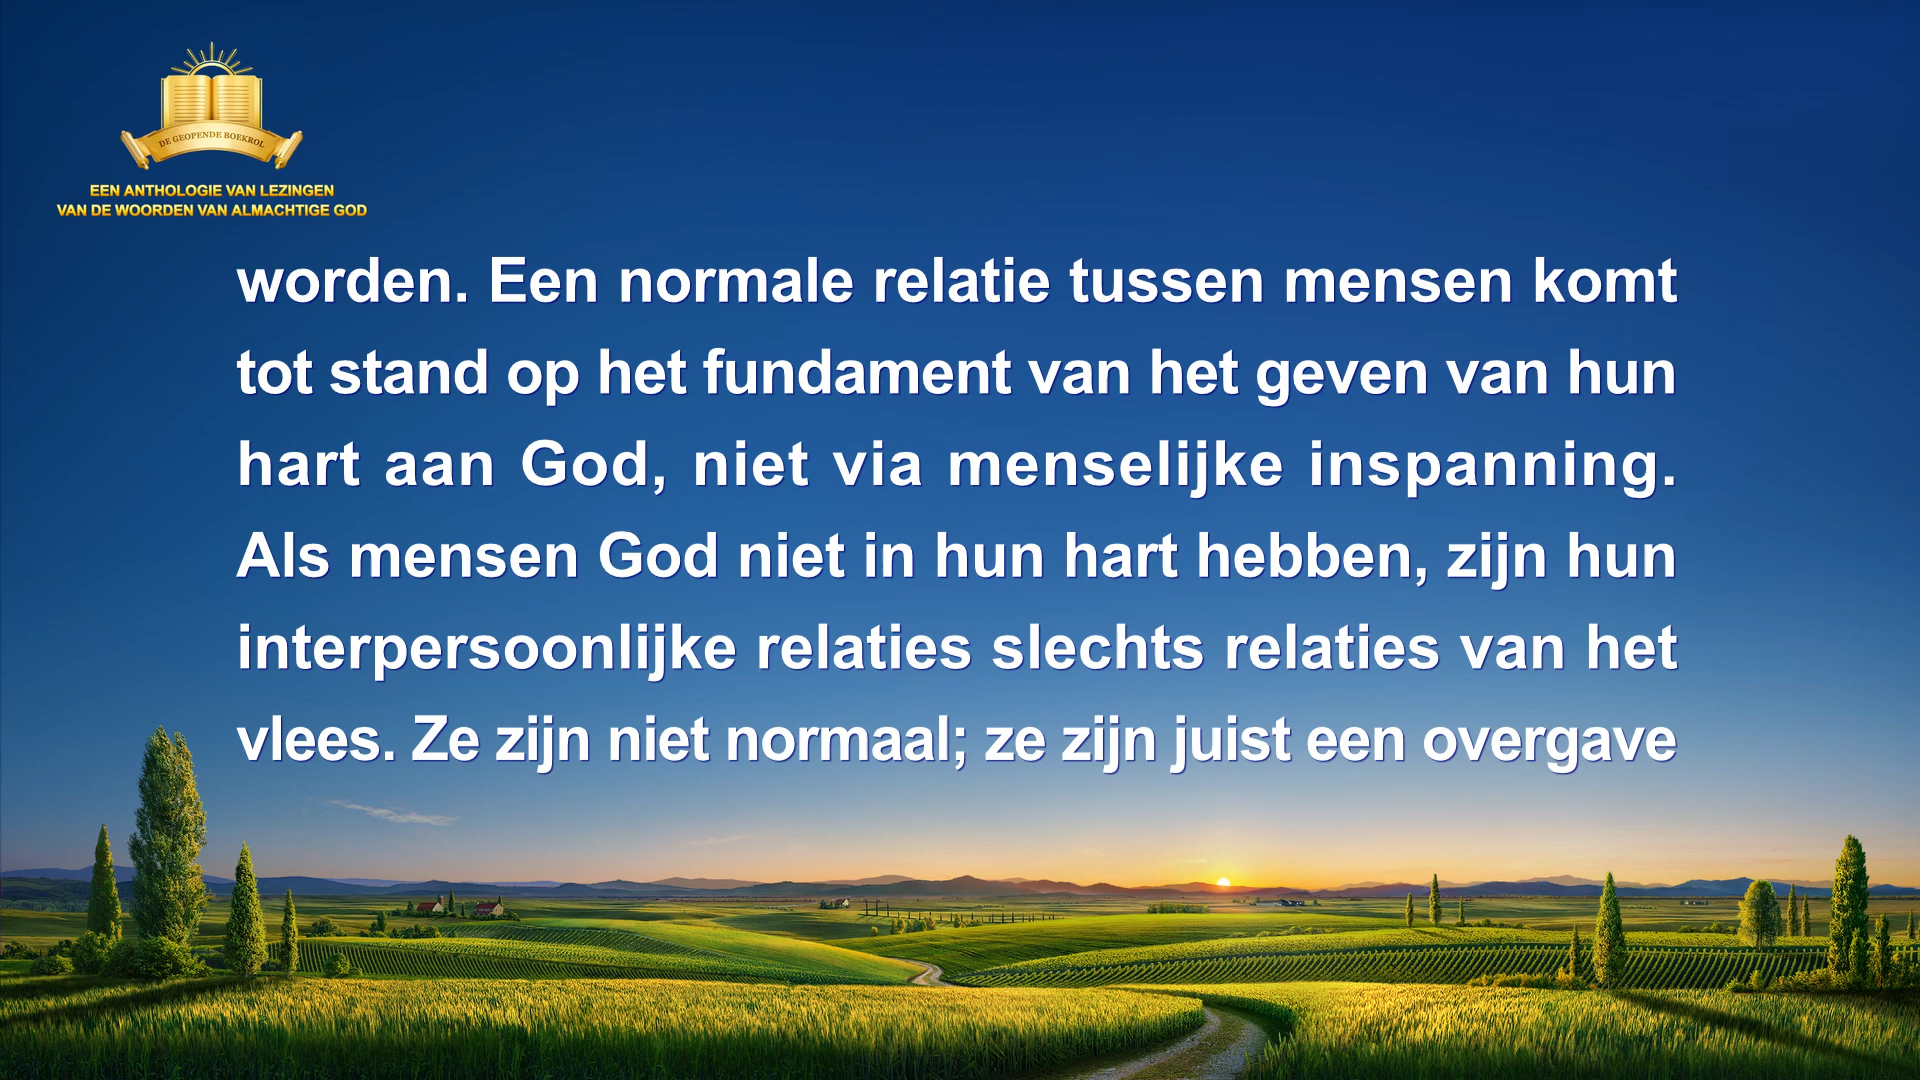 DE GEOPENDE BOEKROL
EEN ANTHOLOGIE VAN LEZINGEN
VAN DE WOORDEN VAN ALMACHTIGE GOD
worden. Een normale relatie tussen mensen komt
tot stand op het fundament van het geven van hun
hart aan God, niet via menselijke inspanning.
Als mensen God niet in hun hart hebben, zijn hun
interpersoonlijke relaties slechts relaties van het
vlees. Ze zijn niet normaal; ze zijn juist een overgave